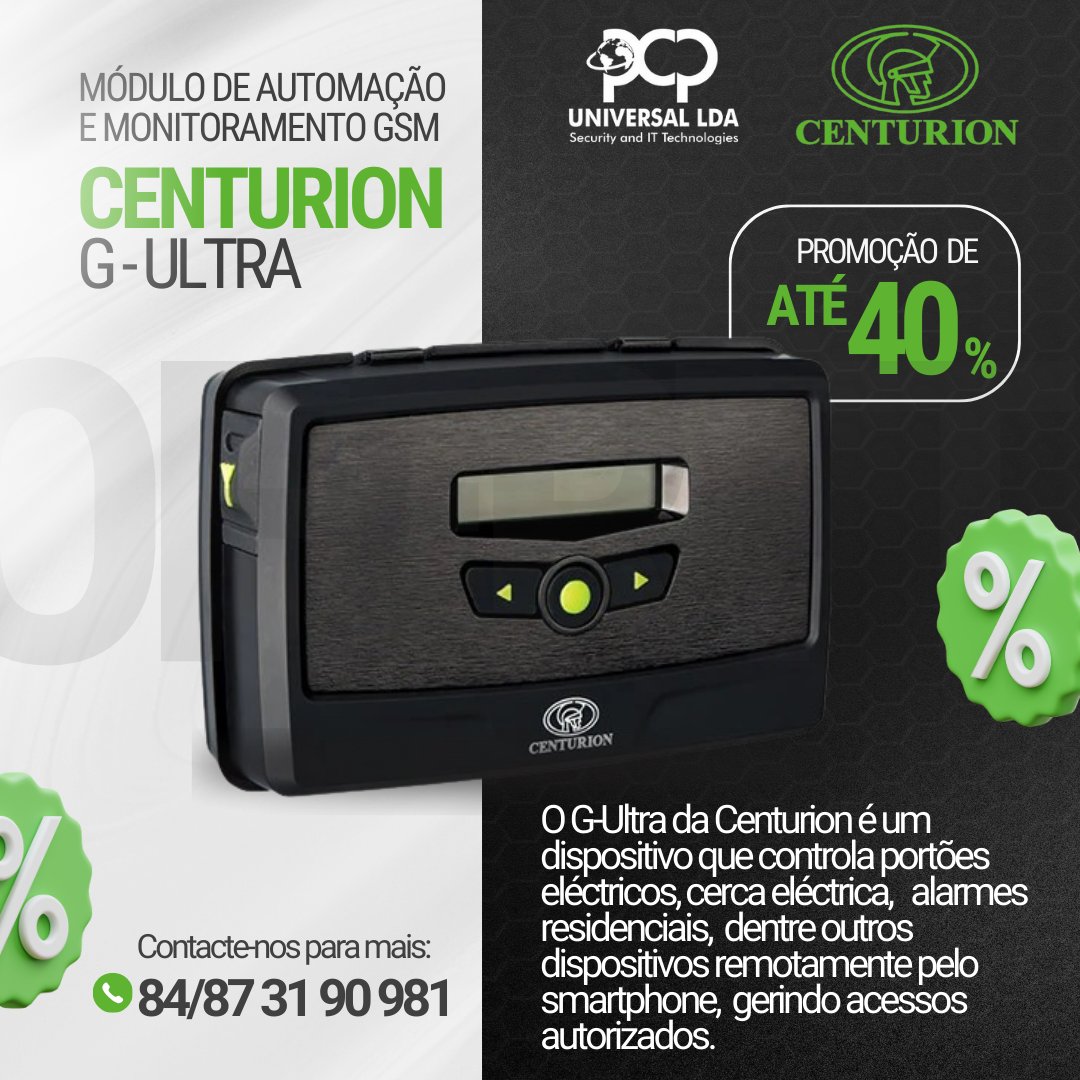 MÓDULO DE AUTOMAÇÃO
E MONITORAMENTO GSM
CENTURION
G - ULTRA
PCP
UNIVERSAL LDA
Security and IT Technologies
CENTURION
PROMOÇÃO DE
ATÉ 40 %
%
CENTURION
%
O G-Ultra da Centurion é um
dispositivo que controla portões
eléctricos, cerca eléctrica, alarmes
residenciais, dentre outros
dispositivos remotamente pelo
smartphone, gerindo acessos
autorizados.
Contacte-nos para mais:
84/87 31 90 981